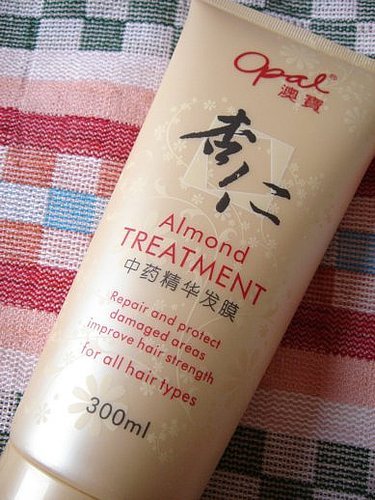 Opal®
澳寶
杏仁
Almond
TREATMENT
中药精华发膜
Repair and protect
damaged areas
improve hair strength
for all hair types
300ml